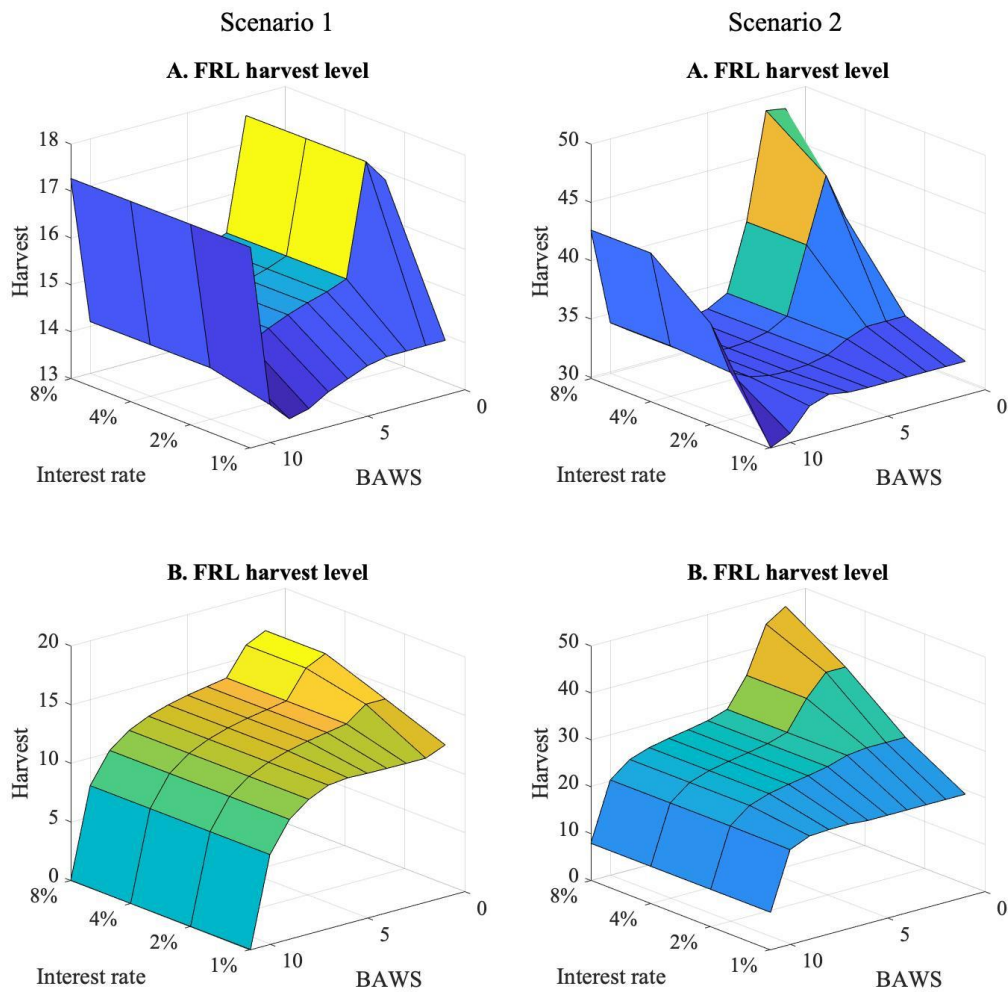 Scenario 1
Scenario 2
A. FRL harvest level
A. FRL harvest level
18
17
16
15
14
13
Harvest
8%
4%
2%
1%
Interest rate
10
5
0
BAWS
50
45
40
35
30
Harvest
8%
4%
2%
1%
Interest rate
10
5
0
BAWS
B. FRL harvest level
B. FRL harvest level
20
15
10
5
0
Harvest
8%
4%
2%
1%
Interest rate
10
5
0
BAWS
50
40
30
20
10
0
Harvest
8%
4%
2%
1%
Interest rate
10
5
0
BAWS